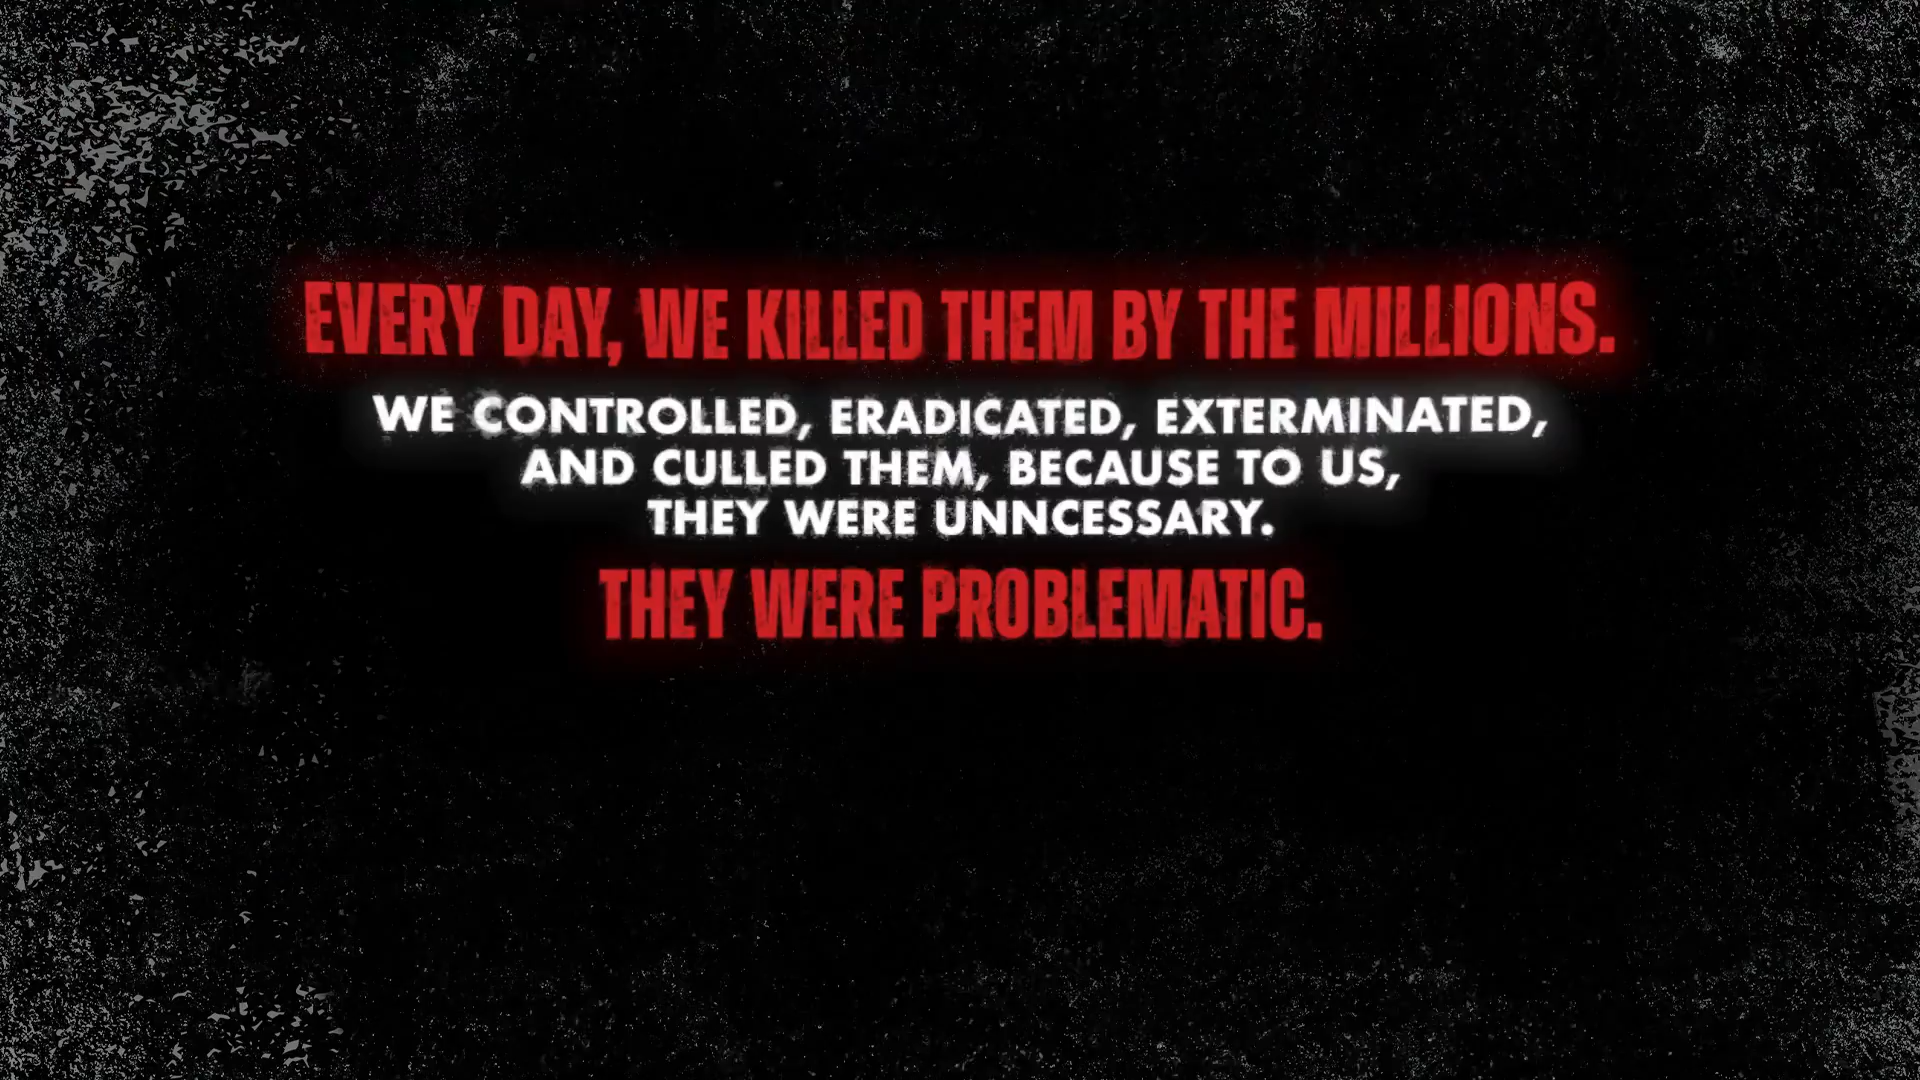 EVERY DAY, WE KILLED THEM BY THE MILLIONS.
WE CONTROLLED, ERADICATED, EXTERMINATED,
AND CULLED THEM, BECAUSE TO US,
THEY WERE UNNCESSARY.
THEY WERE PROBLEMATIC.